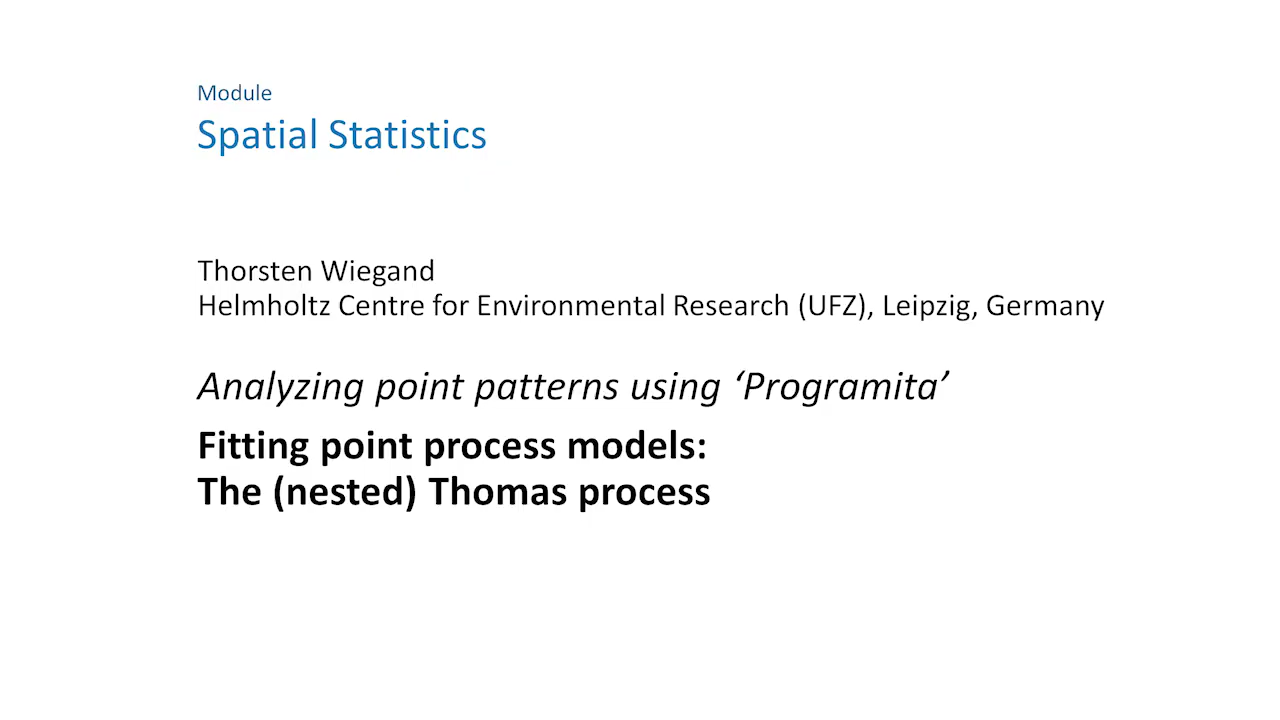 Module
Spatial Statistics
Thorsten Wiegand
Helmholtz Centre for Environmental Research (UFZ), Leipzig, Germany
Analyzing point patterns using ‘Programita’
Fitting point process models:
The (nested) Thomas process